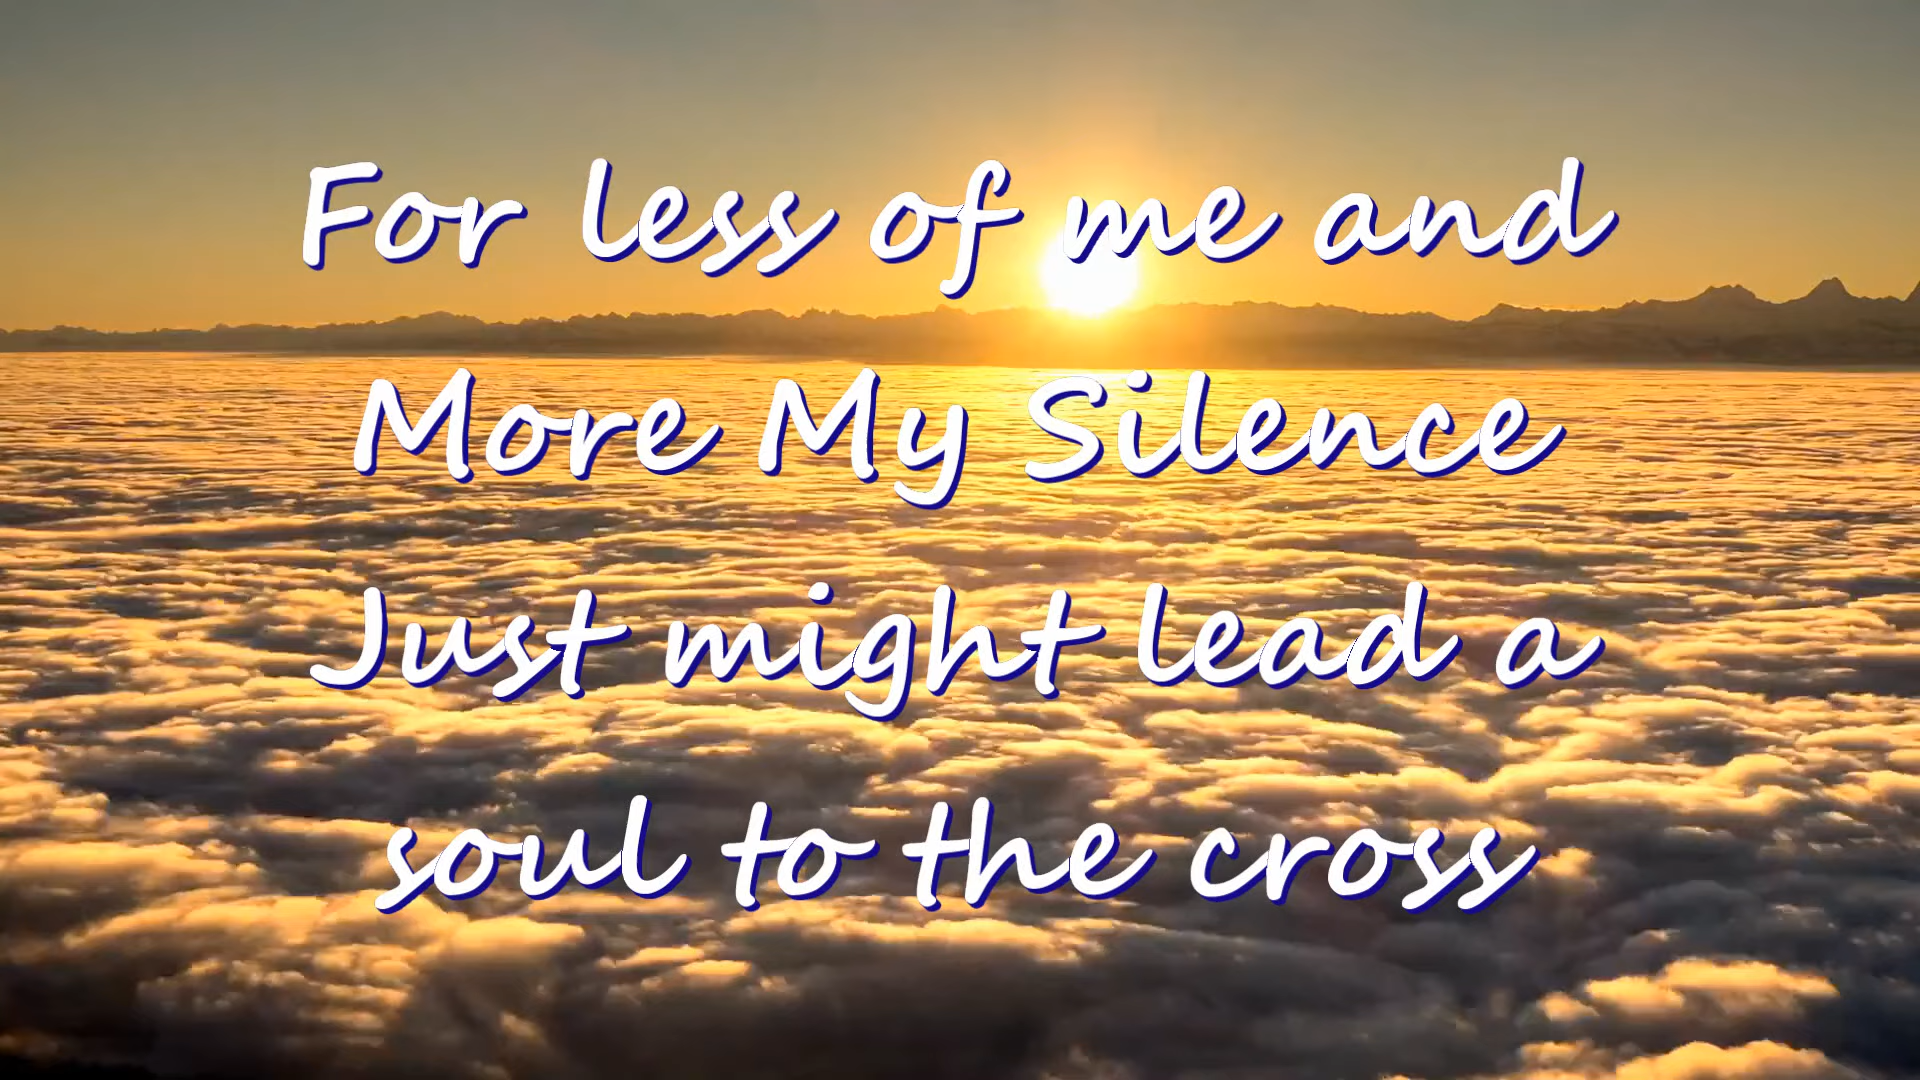 For less of me and
More My Silence
Just might lead a
soul to the cross